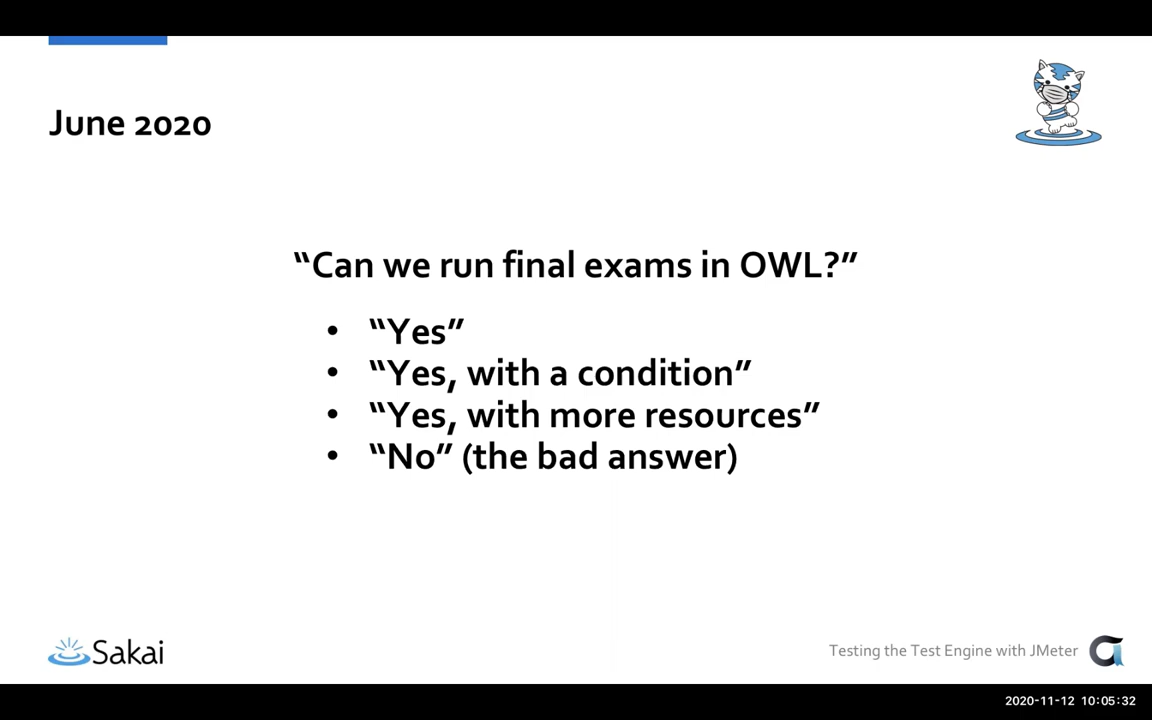 June 2020
“Can we run final exams in OWL?”
• “Yes”
• “Yes, with a condition”
• “Yes, with more resources”
• “No” (the bad answer)
Sakai
Testing the Test Engine with JMeter
2020-11-12 10:05:32